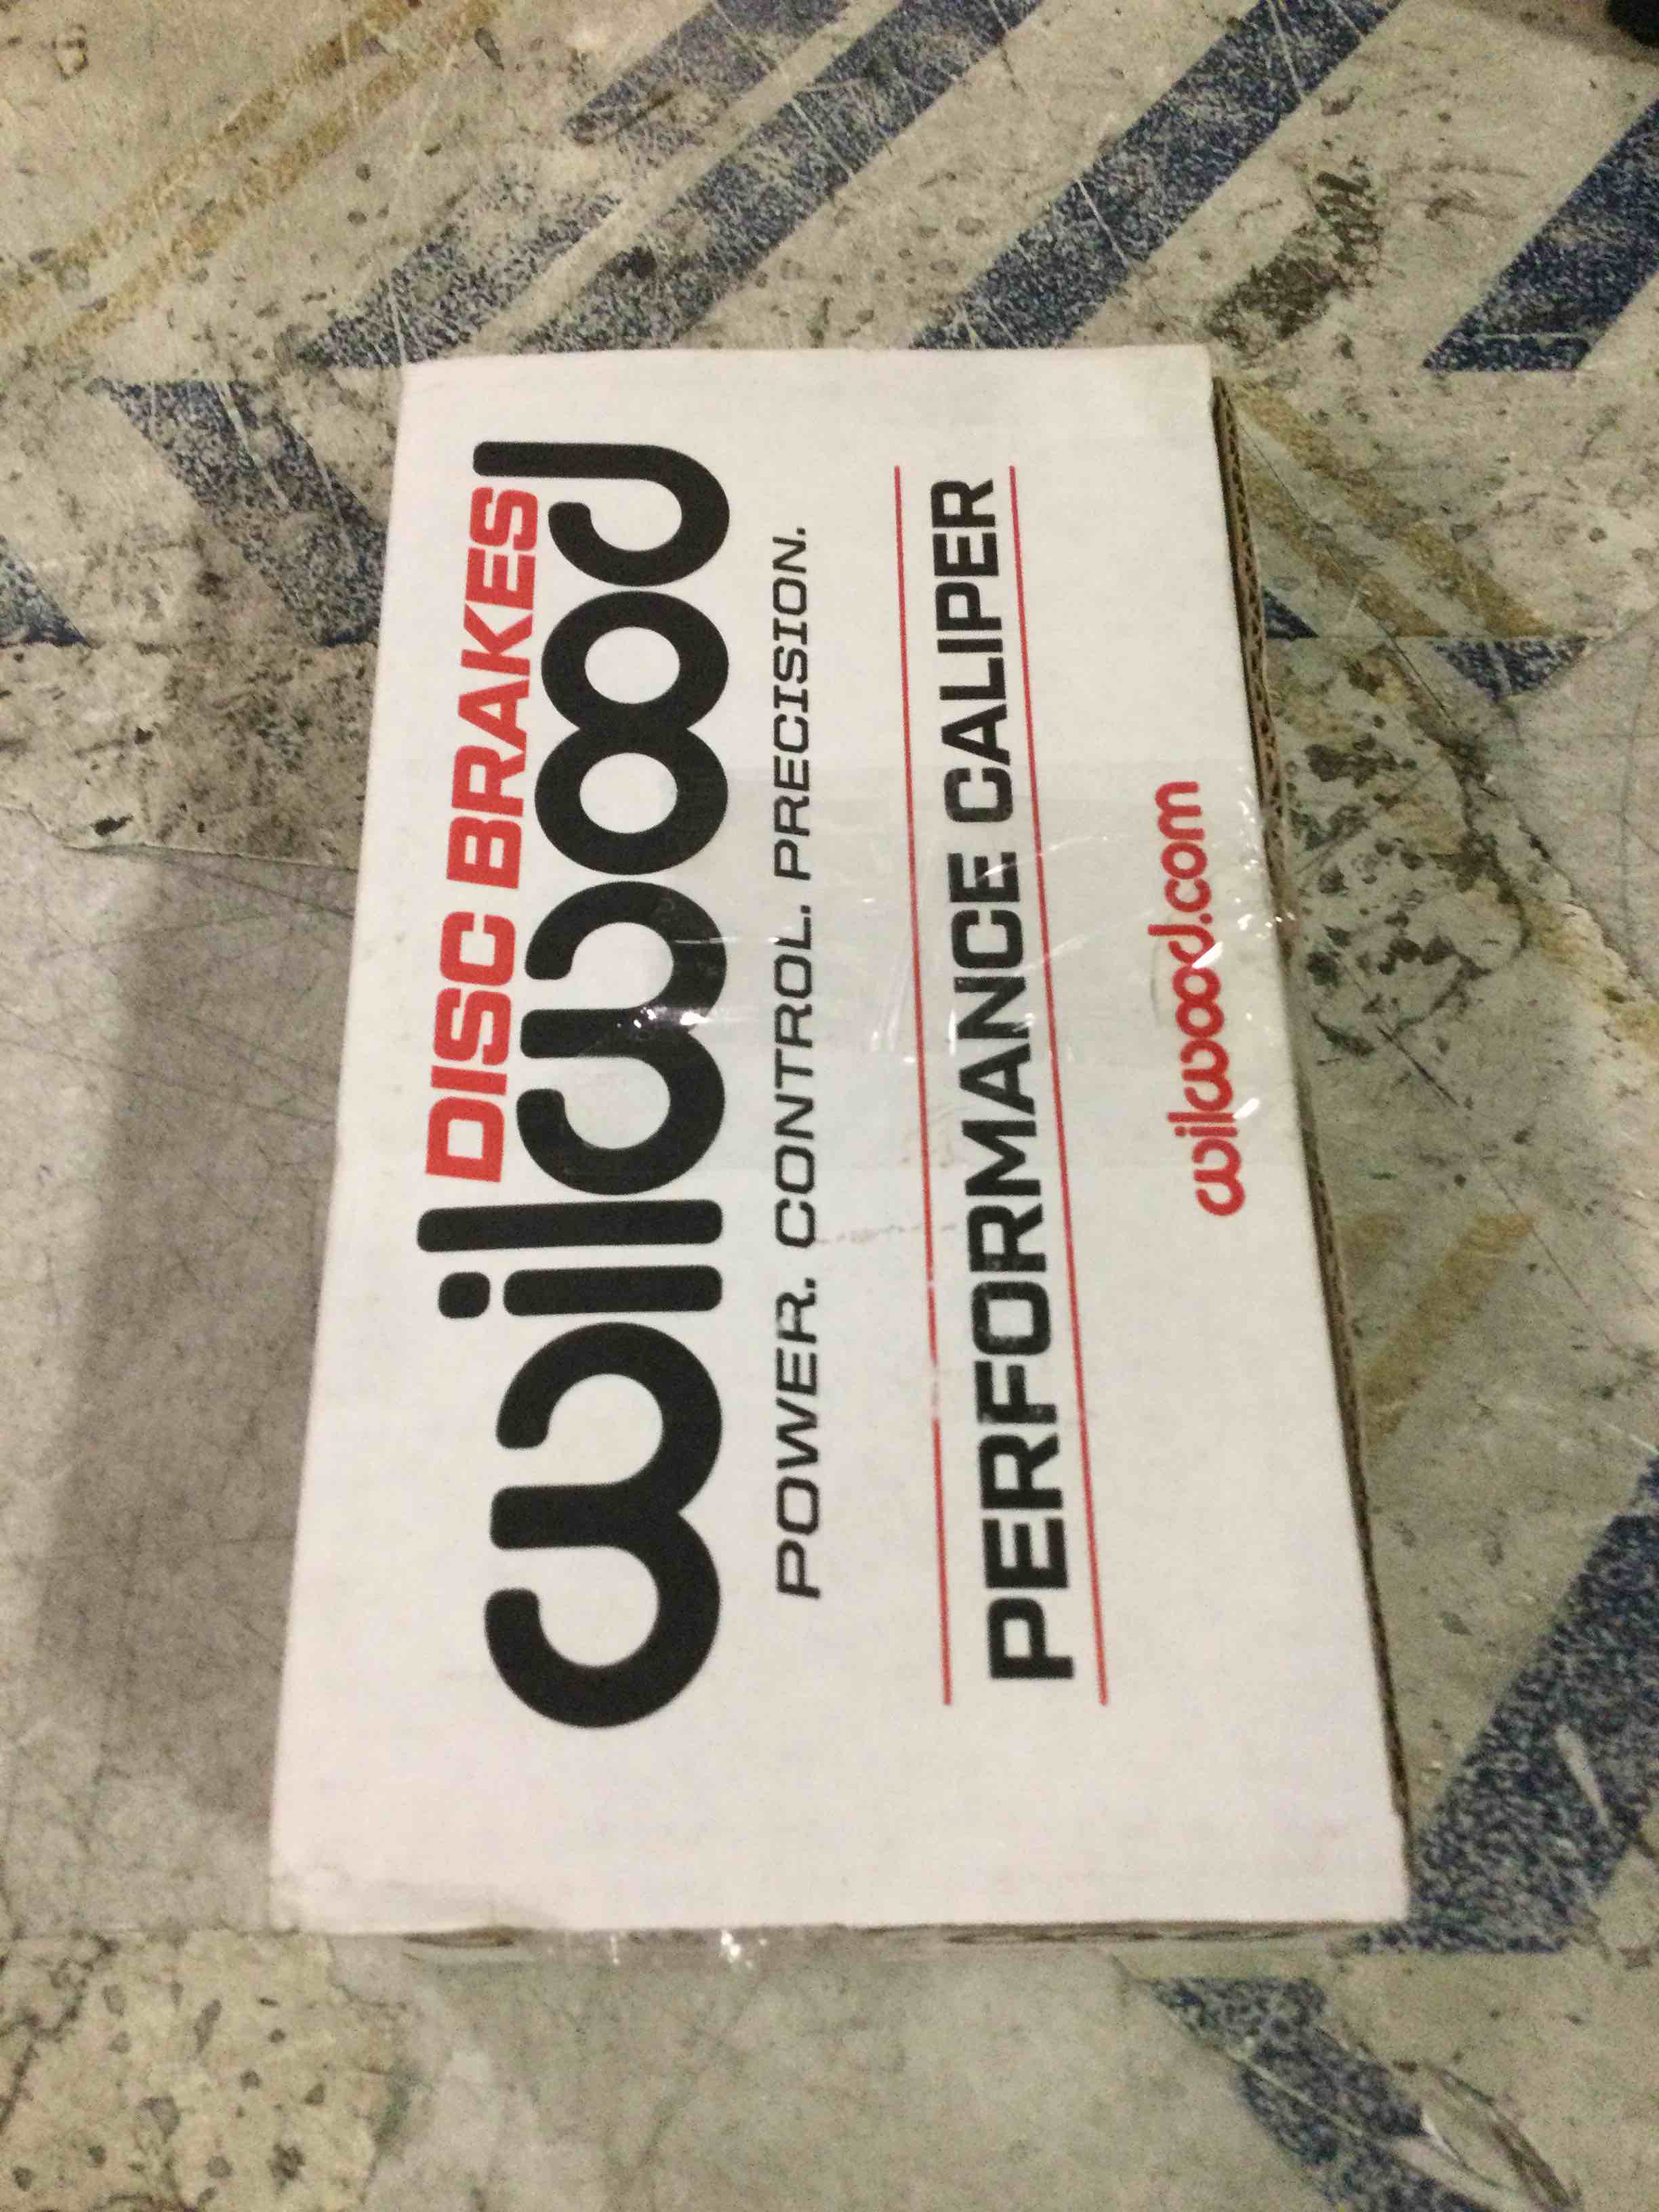 DISC BRAKES
wilwood
POWER. CONTROL. PRECISION.
PERFORMANCE CALIPER
wilwood.com